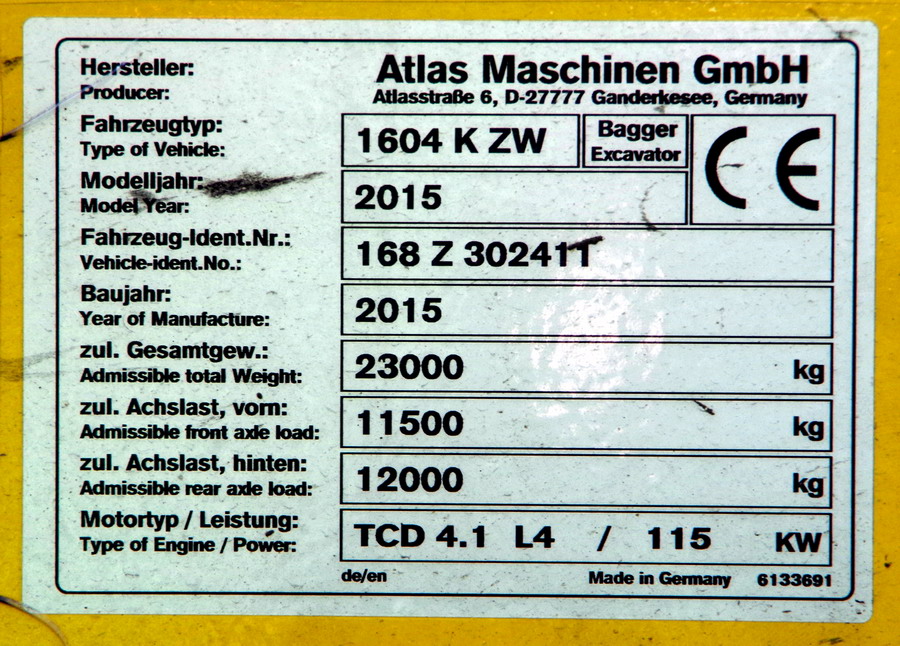 Hersteller:
Producer:
Atlas Maschinen GmbH
Atlasstraße 6, D-27777 Ganderkesee, Germany
Fahrzeugtyp:
Type of Vehicle:
1604 K ZW
Bagger
Excavator
CE
Modelljahr:
Model Year:
2015
Fahrzeug-Ident.Nr.:
Vehicle-ident.No.:
168 Z 302411
Baujahr:
Year of Manufacture:
2015
zul. Gesamtgew.:
Admissible total Weight:
23000 kg
zul. Achslast, vorn:
Admissible front axle load:
11500 kg
zul. Achslast, hinten:
Admissible rear axle load:
12000 kg
Motortyp / Leistung:
Type of Engine / Power:
TCD 4.1 L4 / 115 KW
de/en
Made in Germany 6133691